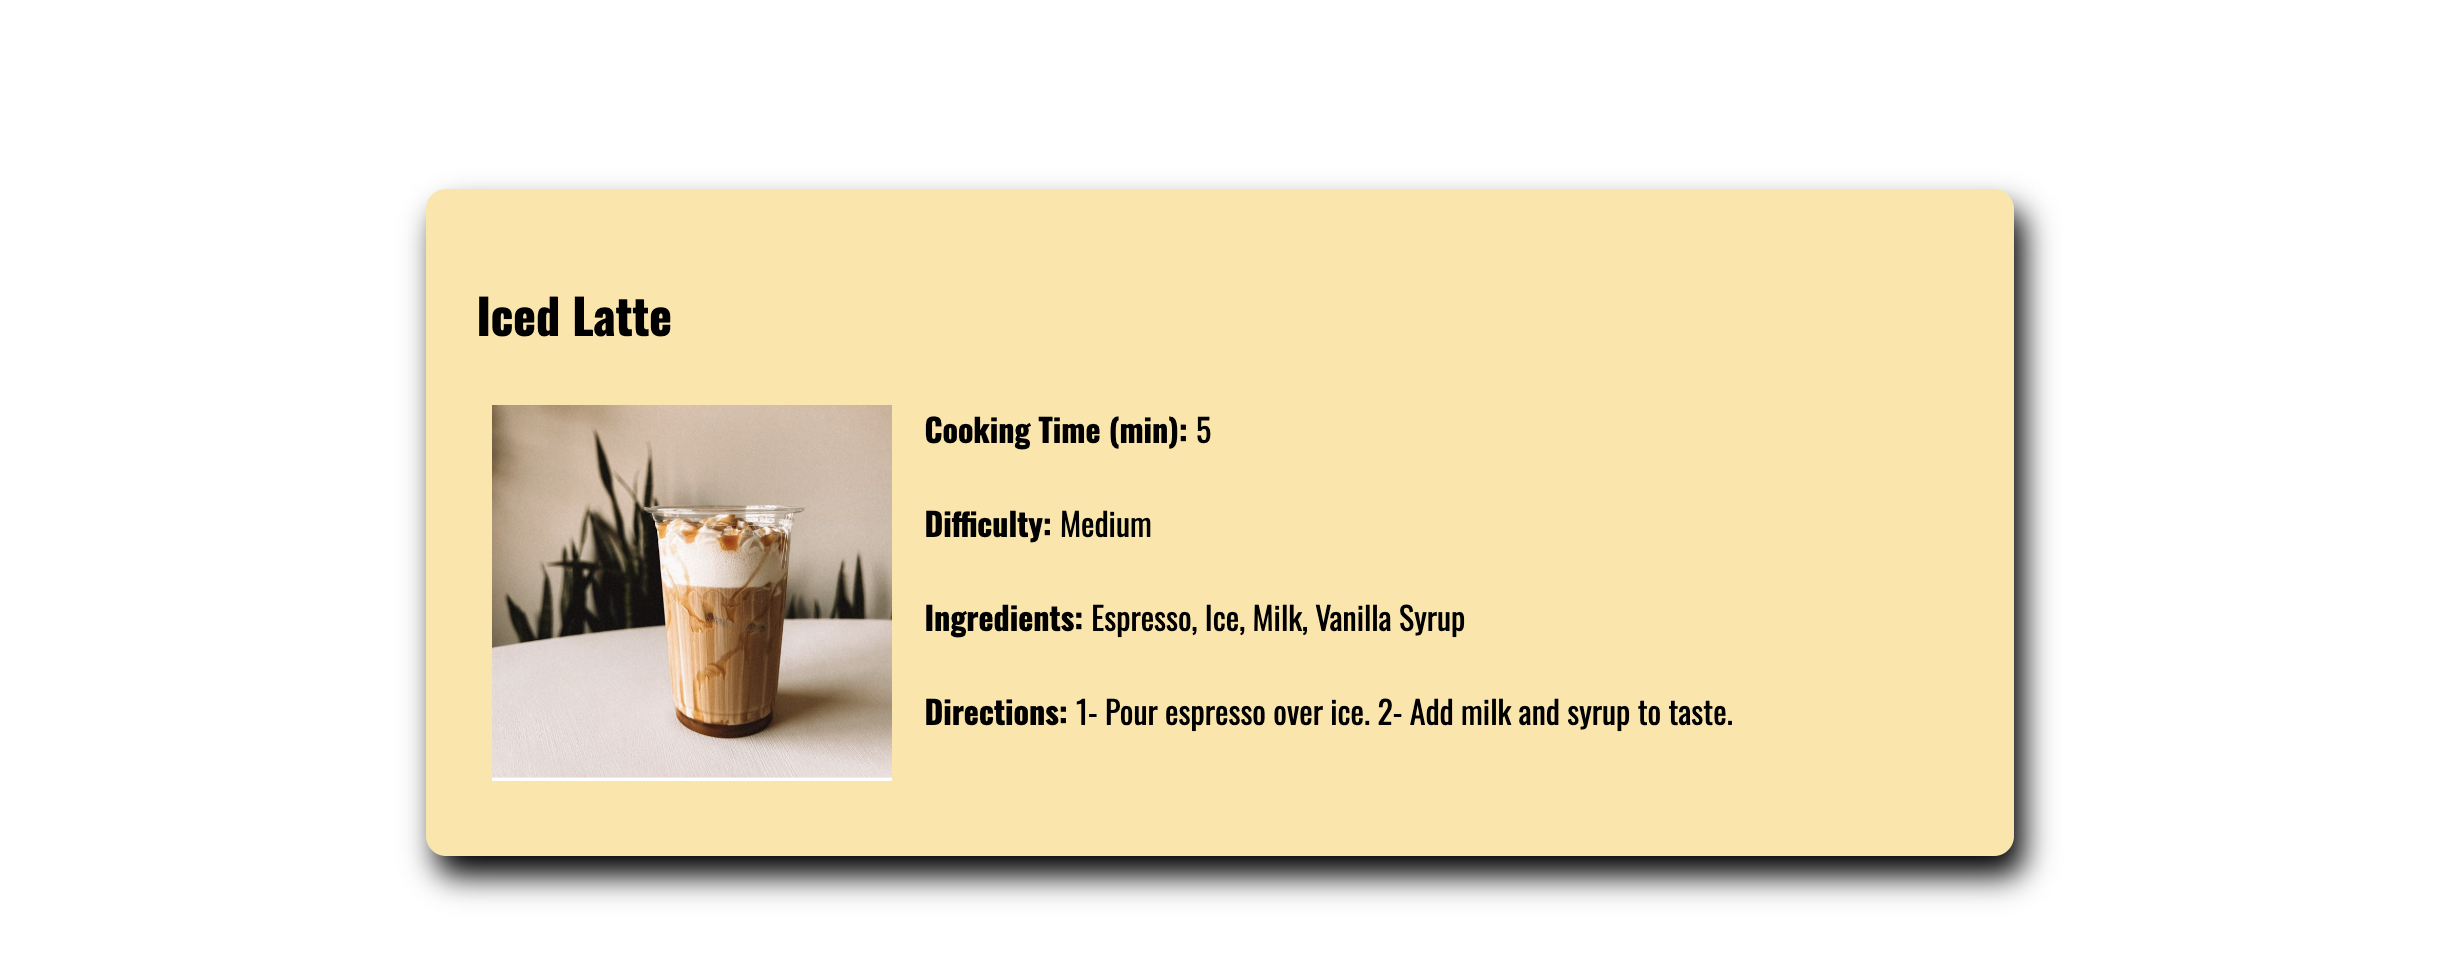 Iced Latte
Cooking Time (min): 5
Difficulty: Medium
Ingredients: Espresso, Ice, Milk, Vanilla Syrup
Directions: 1- Pour espresso over ice. 2- Add milk and syrup to taste.